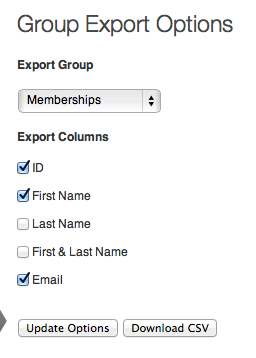 Group Export Options
Export Group
Memberships
Export Columns
ID
First Name
Last Name
First & Last Name
Email
Update Options Download CSV